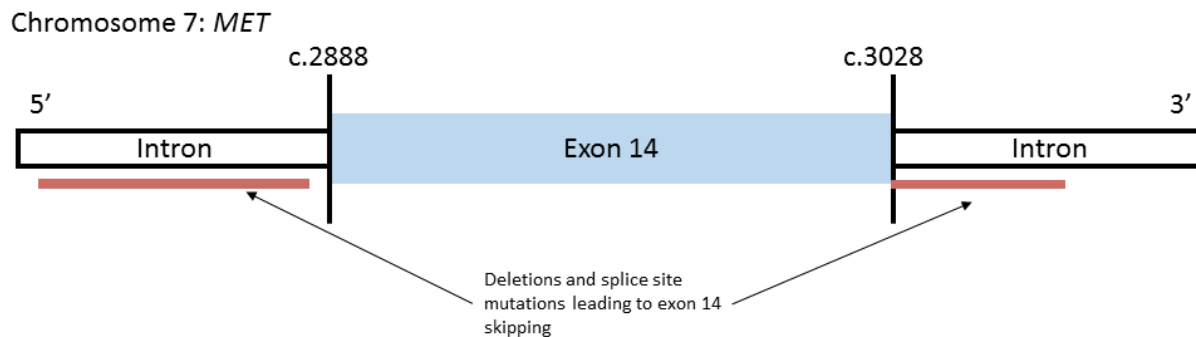 Chromosome 7: MET
c.2888
c.3028
5’
3’
Intron
Exon 14
Intron
Deletions and splice site
mutations leading to exon 14
skipping